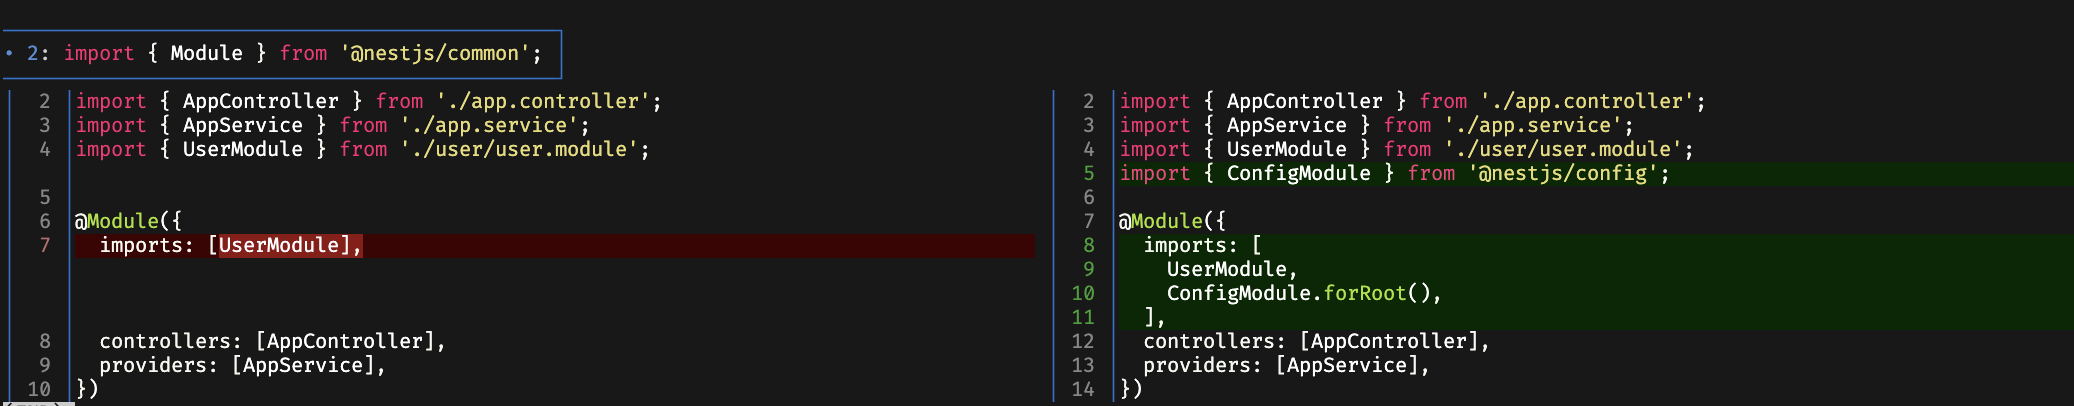 • 2: import { Module } from '@nestjs/common';
2 import { AppController } from './app.controller';
3 import { AppService } from './app.service';
4 import { UserModule } from './user/user.module';
5
6 @Module({
7   imports: [UserModule],
8   controllers: [AppController],
9   providers: [AppService],
10 })
2 import { AppController } from './app.controller';
3 import { AppService } from './app.service';
4 import { UserModule } from './user/user.module';
5 import { ConfigModule } from '@nestjs/config';
6
7 @Module({
8   imports: [
9     UserModule,
10     ConfigModule.forRoot(),
11   ],
12   controllers: [AppController],
13   providers: [AppService],
14 })